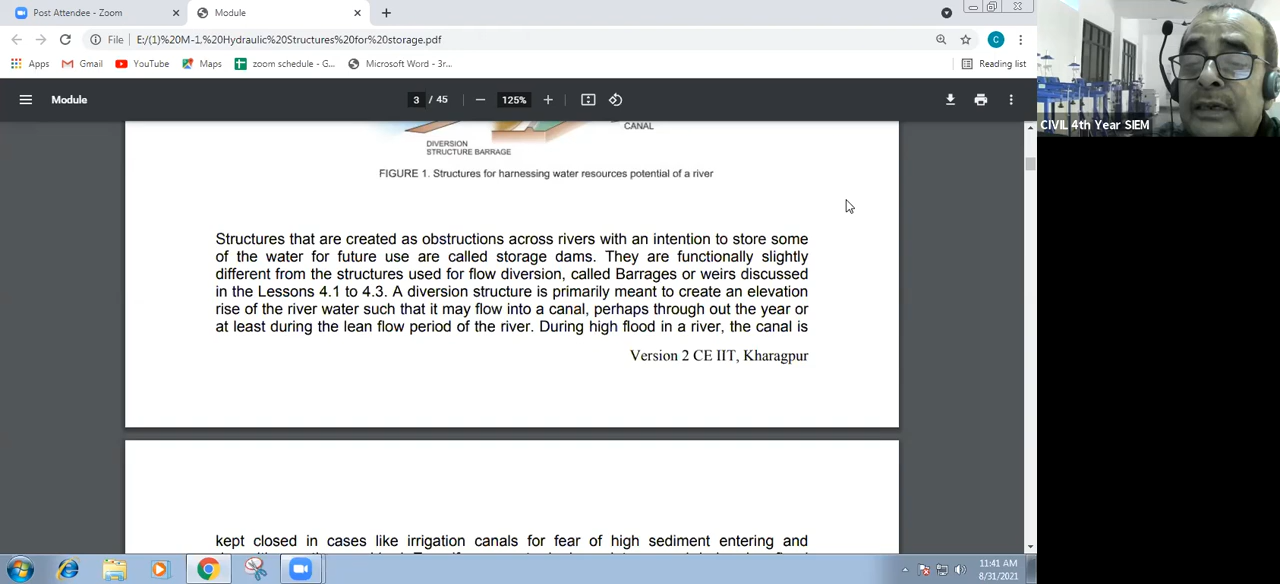 Post Attendee - Zoom
Module
File
E:/(1)%20M-1.%20Hydraulic%20Structures%20for%20storage.pdf
C
Apps
Gmail
YouTube
Maps
zoom schedule - G...
Microsoft Word - 3r...
Reading list
Module
3 / 45
125%
CIVIL 4th Year SIEM
CANAL
DIVERSION
STRUCTURE BARRAGE
FIGURE 1. Structures for harnessing water resources potential of a river
Structures that are created as obstructions across rivers with an intention to store some
of the water for future use are called storage dams. They are functionally slightly
different from the structures used for flow diversion, called Barrages or weirs discussed
in the Lessons 4.1 to 4.3. A diversion structure is primarily meant to create an elevation
rise of the river water such that it may flow into a canal, perhaps through out the year or
at least during the lean flow period of the river. During high flood in a river, the canal is
Version 2 CE IIT, Kharagpur
kept closed in cases like irrigation canals for fear of high sediment entering and
11:41 AM
8/31/2021